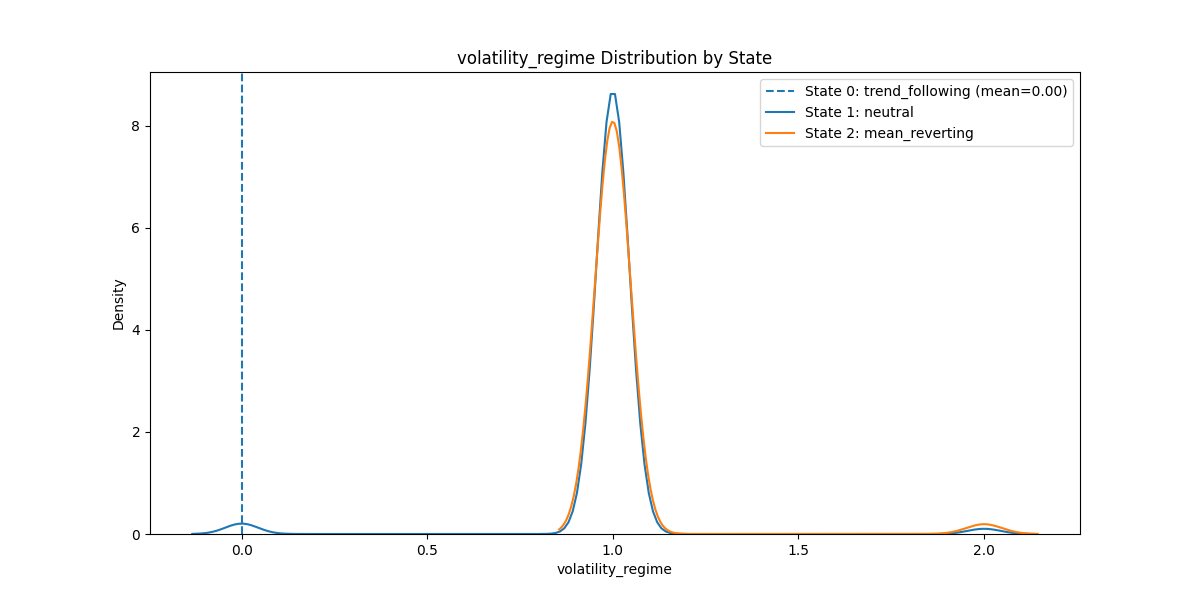 volatility_regime Distribution by State
State 0: trend_following (mean=0.00)
State 1: neutral
State 2: mean_reverting
Density
8
6
4
2
0
0.0
0.5
1.0
1.5
2.0
volatility_regime